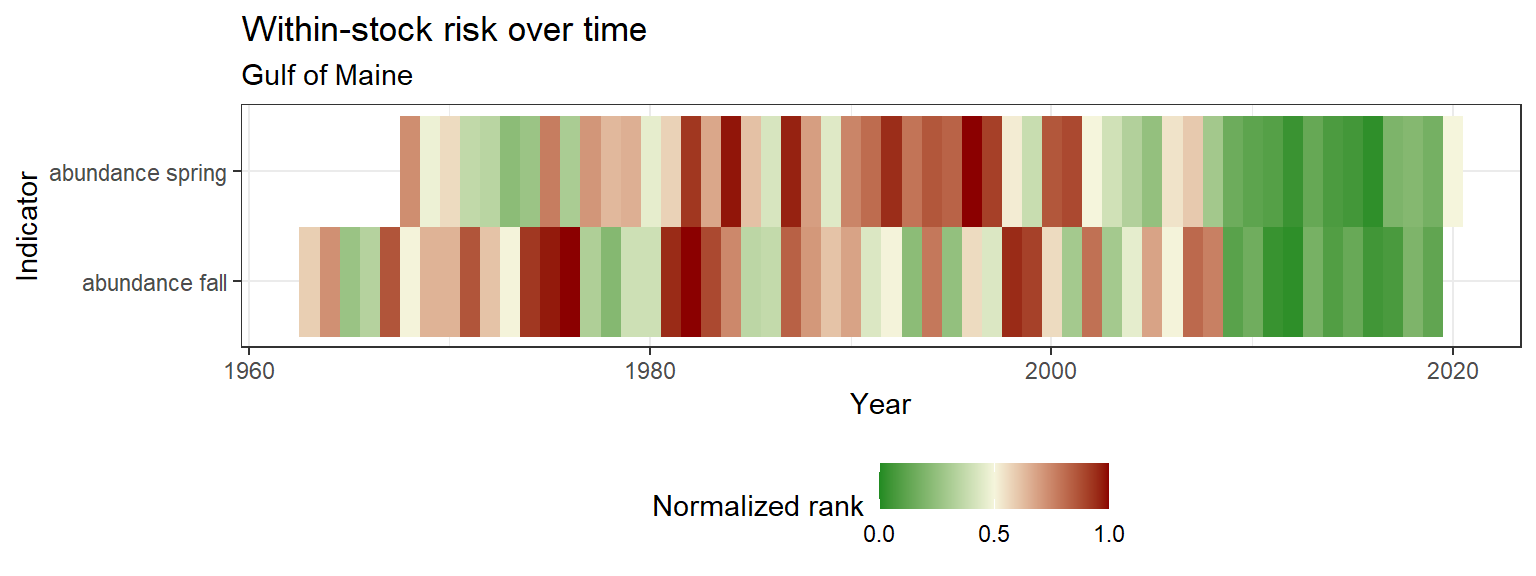 Within-stock risk over time
Gulf of Maine
Indicator
abundance spring
abundance fall
1960 1980 2000 2020
Year
Normalized rank
0.0 0.5 1.0